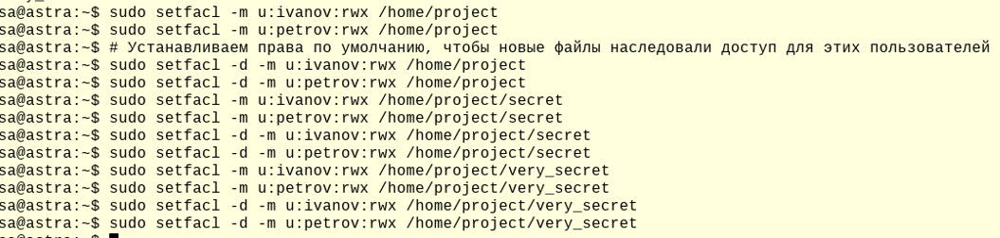 sa@astra:~$ sudo setfacl -m u:ivanov:rwx /home/project
sa@astra:~$ sudo setfacl -m u:petrov:rwx /home/project
sa@astra:~$ # Устанавливаем права по умолчанию, чтобы новые файлы наследовали доступ для этих пользователей
sa@astra:~$ sudo setfacl -d -m u:ivanov:rwx /home/project
sa@astra:~$ sudo setfacl -d -m u:petrov:rwx /home/project
sa@astra:~$ sudo setfacl -m u:ivanov:rwx /home/project/secret
sa@astra:~$ sudo setfacl -m u:petrov:rwx /home/project/secret
sa@astra:~$ sudo setfacl -d -m u:ivanov:rwx /home/project/secret
sa@astra:~$ sudo setfacl -d -m u:petrov:rwx /home/project/secret
sa@astra:~$ sudo setfacl -m u:ivanov:rwx /home/project/very_secret
sa@astra:~$ sudo setfacl -m u:petrov:rwx /home/project/very_secret
sa@astra:~$ sudo setfacl -d -m u:ivanov:rwx /home/project/very_secret
sa@astra:~$ sudo setfacl -d -m u:petrov:rwx /home/project/very_secret
sa@astra:~$